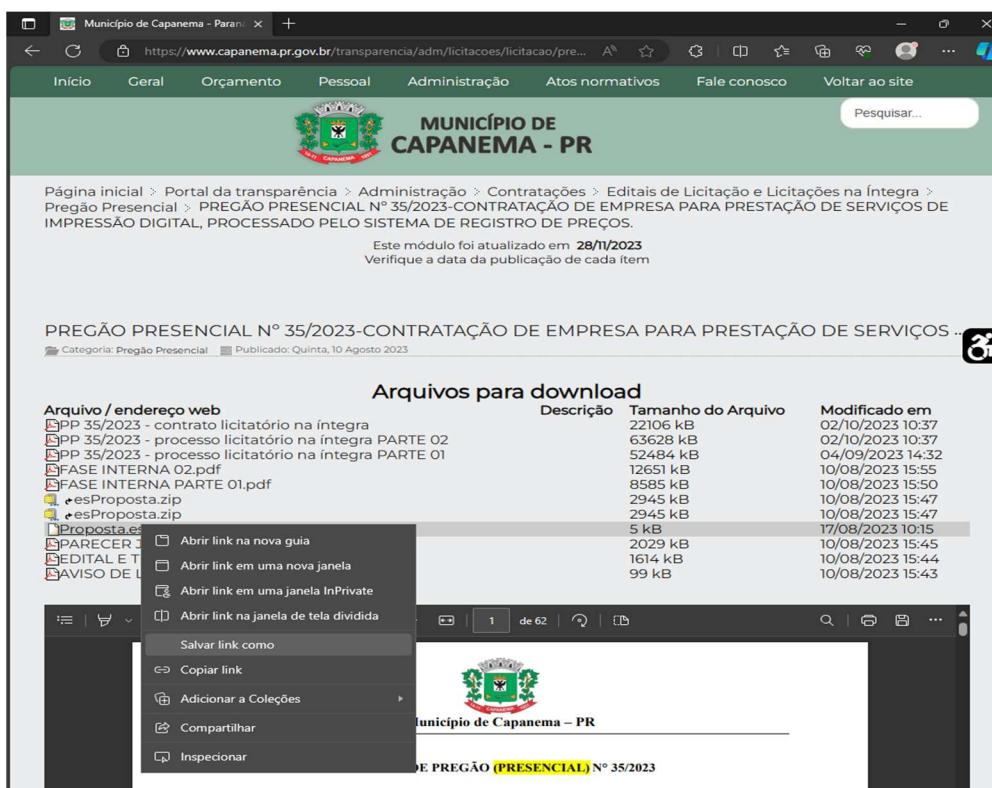 Município de Capanema - Paran
https://www.capanema.pr.gov.br/transparencia/adm/licitacoes/licitacao/pre...
Início Geral Orçamento Pessoal Administração Atos normativos Fale conosco Voltar ao site
Pesquisar...
MUNICÍPIO DE
CAPANEMA - PR
Página inicial > Portal da transparência > Administração > Contratações > Editais de Licitação e Licitações na Íntegra >
Pregão Presencial > PREGÃO PRESENCIAL Nº 35/2023-CONTRATAÇÃO DE EMPRESA PARA PRESTAÇÃO DE SERVIÇOS DE
IMPRESSÃO DIGITAL, PROCESSADO PELO SISTEMA DE REGISTRO DE PREÇOS.
Este módulo foi atualizado em 28/11/2023
Verifique a data da publicação de cada ítem
PREGÃO PRESENCIAL Nº 35/2023-CONTRATAÇÃO DE EMPRESA PARA PRESTAÇÃO DE SERVIÇOS ...
Categoria: Pregão Presencial Publicado: Quinta, 10 Agosto 2023
Arquivos para download
Arquivo / endereço web Descrição Tamanho do Arquivo Modificado em
PP 35/2023 - contrato licitatório na íntegra 22106 kB 02/10/2023 10:37
PP 35/2023 - processo licitatório na íntegra PARTE 02 63628 kB 02/10/2023 10:37
PP 35/2023 - processo licitatório na íntegra PARTE 01 52484 kB 04/09/2023 14:32
FASE INTERNA 02.pdf 12651 kB 10/08/2023 15:55
FASE INTERNA PARTE 01.pdf 8585 kB 10/08/2023 15:50
esProposta.zip 2945 kB 10/08/2023 15:47
esProposta.zip 2945 kB 10/08/2023 15:47
Proposta.es 5 kB 17/08/2023 10:15
PARECER 2029 kB 10/08/2023 15:45
EDITAL E T 1614 kB 10/08/2023 15:44
AVISO DE L 99 kB 10/08/2023 15:43
Abrir link na nova guia
Abrir link em uma nova janela
Abrir link em uma janela InPrivate
Abrir link na janela de tela dividida
Salvar link como
Copiar link
Adicionar a Coleções
Compartilhar
Inspecionar
1 de 62
Município de Capanema – PR
DE PREGÃO (PRESENCIAL) N° 35/2023